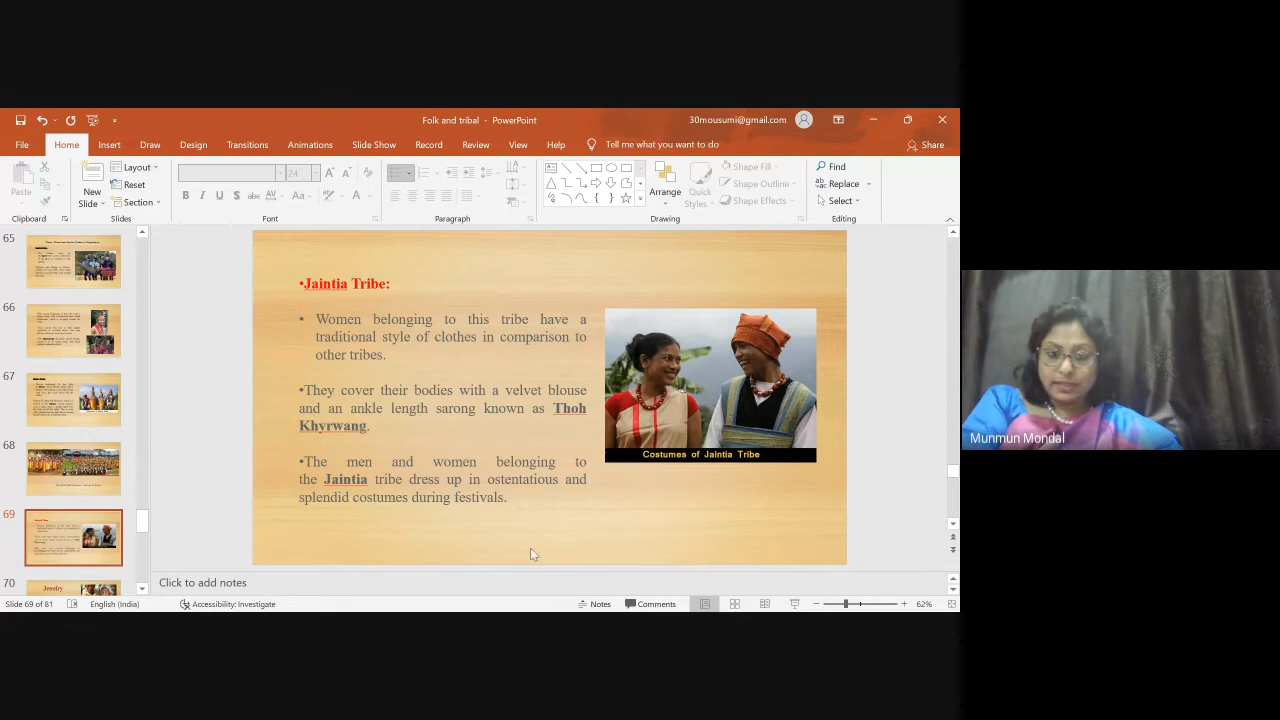 Folk and tribal - PowerPoint
30mousumi@gmail.com
File Home Insert Draw Design Transitions Animations Slide Show Record Review View Help Tell me what you want to do Share
Paste
New Slide
Layout
Reset
Section
24
B I U S abc AV Aa A
Arrange
Quick Styles
Shape Fill
Shape Outline
Shape Effects
Find
Replace
Select
Clipboard Slides Font Paragraph Drawing Editing
65
66
67
68
69
70
Jewelry
•Jaintia Tribe:
• Women belonging to this tribe have a
traditional style of clothes in comparison to
other tribes.
•They cover their bodies with a velvet blouse
and an ankle length sarong known as Thoh
Khyrwang.
•The men and women belonging to
the Jaintia tribe dress up in ostentatious and
splendid costumes during festivals.
Costumes of Jaintia Tribe
Munmun Mondal
Click to add notes
Slide 69 of 81 English (India) Accessibility: Investigate Notes Comments 62%